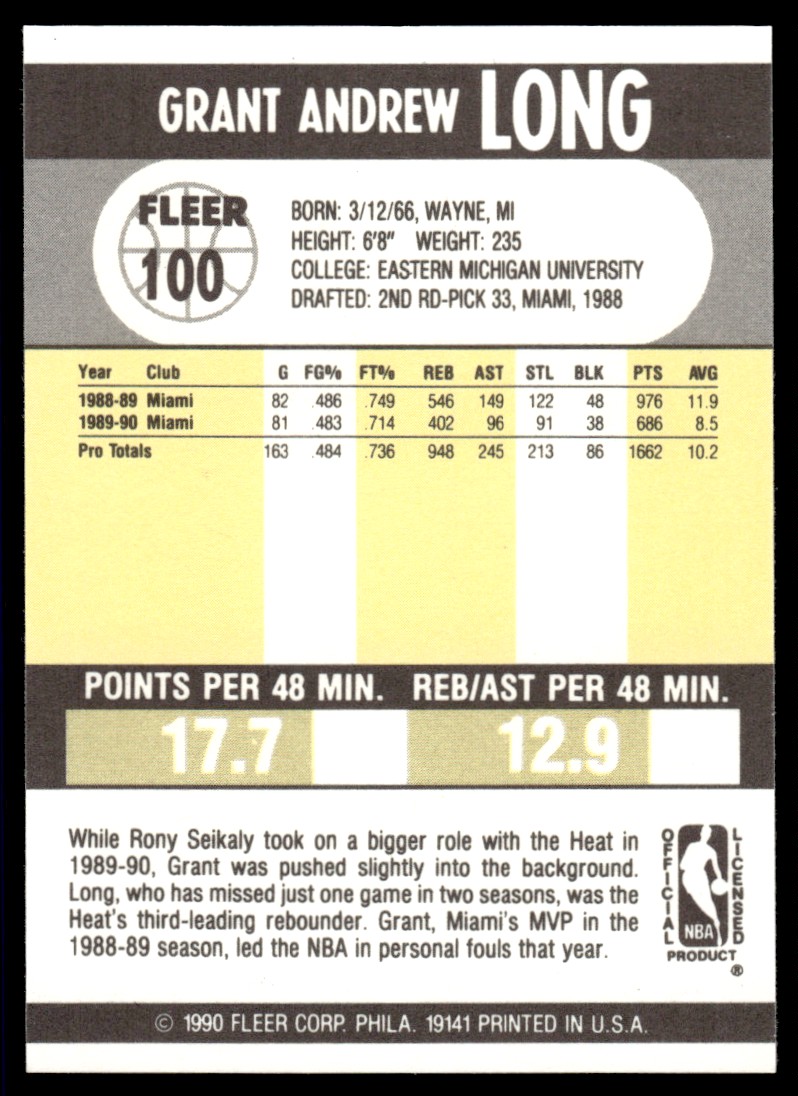 GRANT ANDREW LONG
FLEER
100
BORN: 3/12/66, WAYNE, MI
HEIGHT: 6'8" WEIGHT: 235
COLLEGE: EASTERN MICHIGAN UNIVERSITY
DRAFTED: 2ND RD-PICK 33, MIAMI, 1988
Year Club G FG% FT% REB AST STL BLK PTS AVG
1988-89 Miami 82 .486 .749 546 149 122 48 976 11.9
1989-90 Miami 81 .483 .714 402 96 91 38 686 8.5
Pro Totals 163 .484 .736 948 245 213 86 1662 10.2
POINTS PER 48 MIN. REB/AST PER 48 MIN.
17.7 12.9
While Rony Seikaly took on a bigger role with the Heat in
1989-90, Grant was pushed slightly into the background.
Long, who has missed just one game in two seasons, was the
Heat's third-leading rebounder. Grant, Miami's MVP in the
1988-89 season, led the NBA in personal fouls that year.
OFFICIAL
LICENSED
NBA
PRODUCT
®
© 1990 FLEER CORP. PHILA. 19141 PRINTED IN U.S.A.